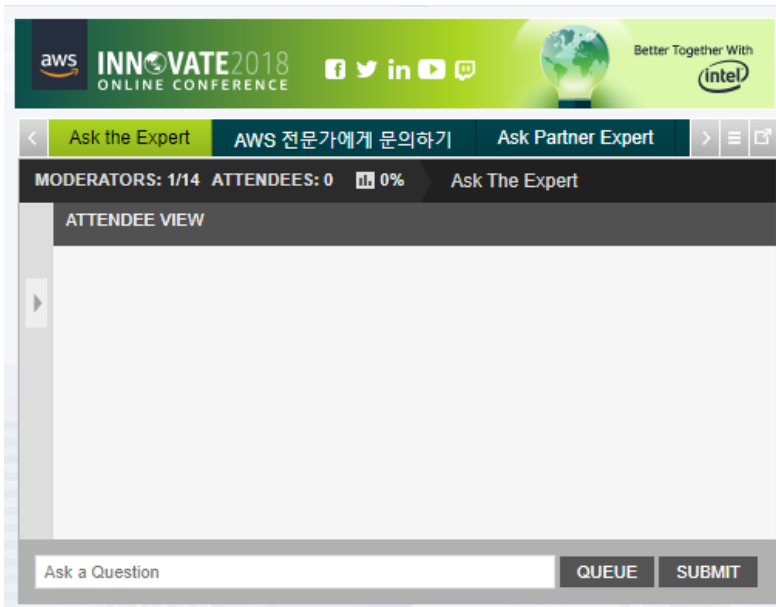 aws
INNOVATE2018
ONLINE CONFERENCE
Better Together With
intel
Ask the Expert
AWS 전문가에게 문의하기
Ask Partner Expert
MODERATORS: 1/14 ATTENDEES: 0 0% Ask The Expert
ATTENDEE VIEW
Ask a Question
QUEUE
SUBMIT